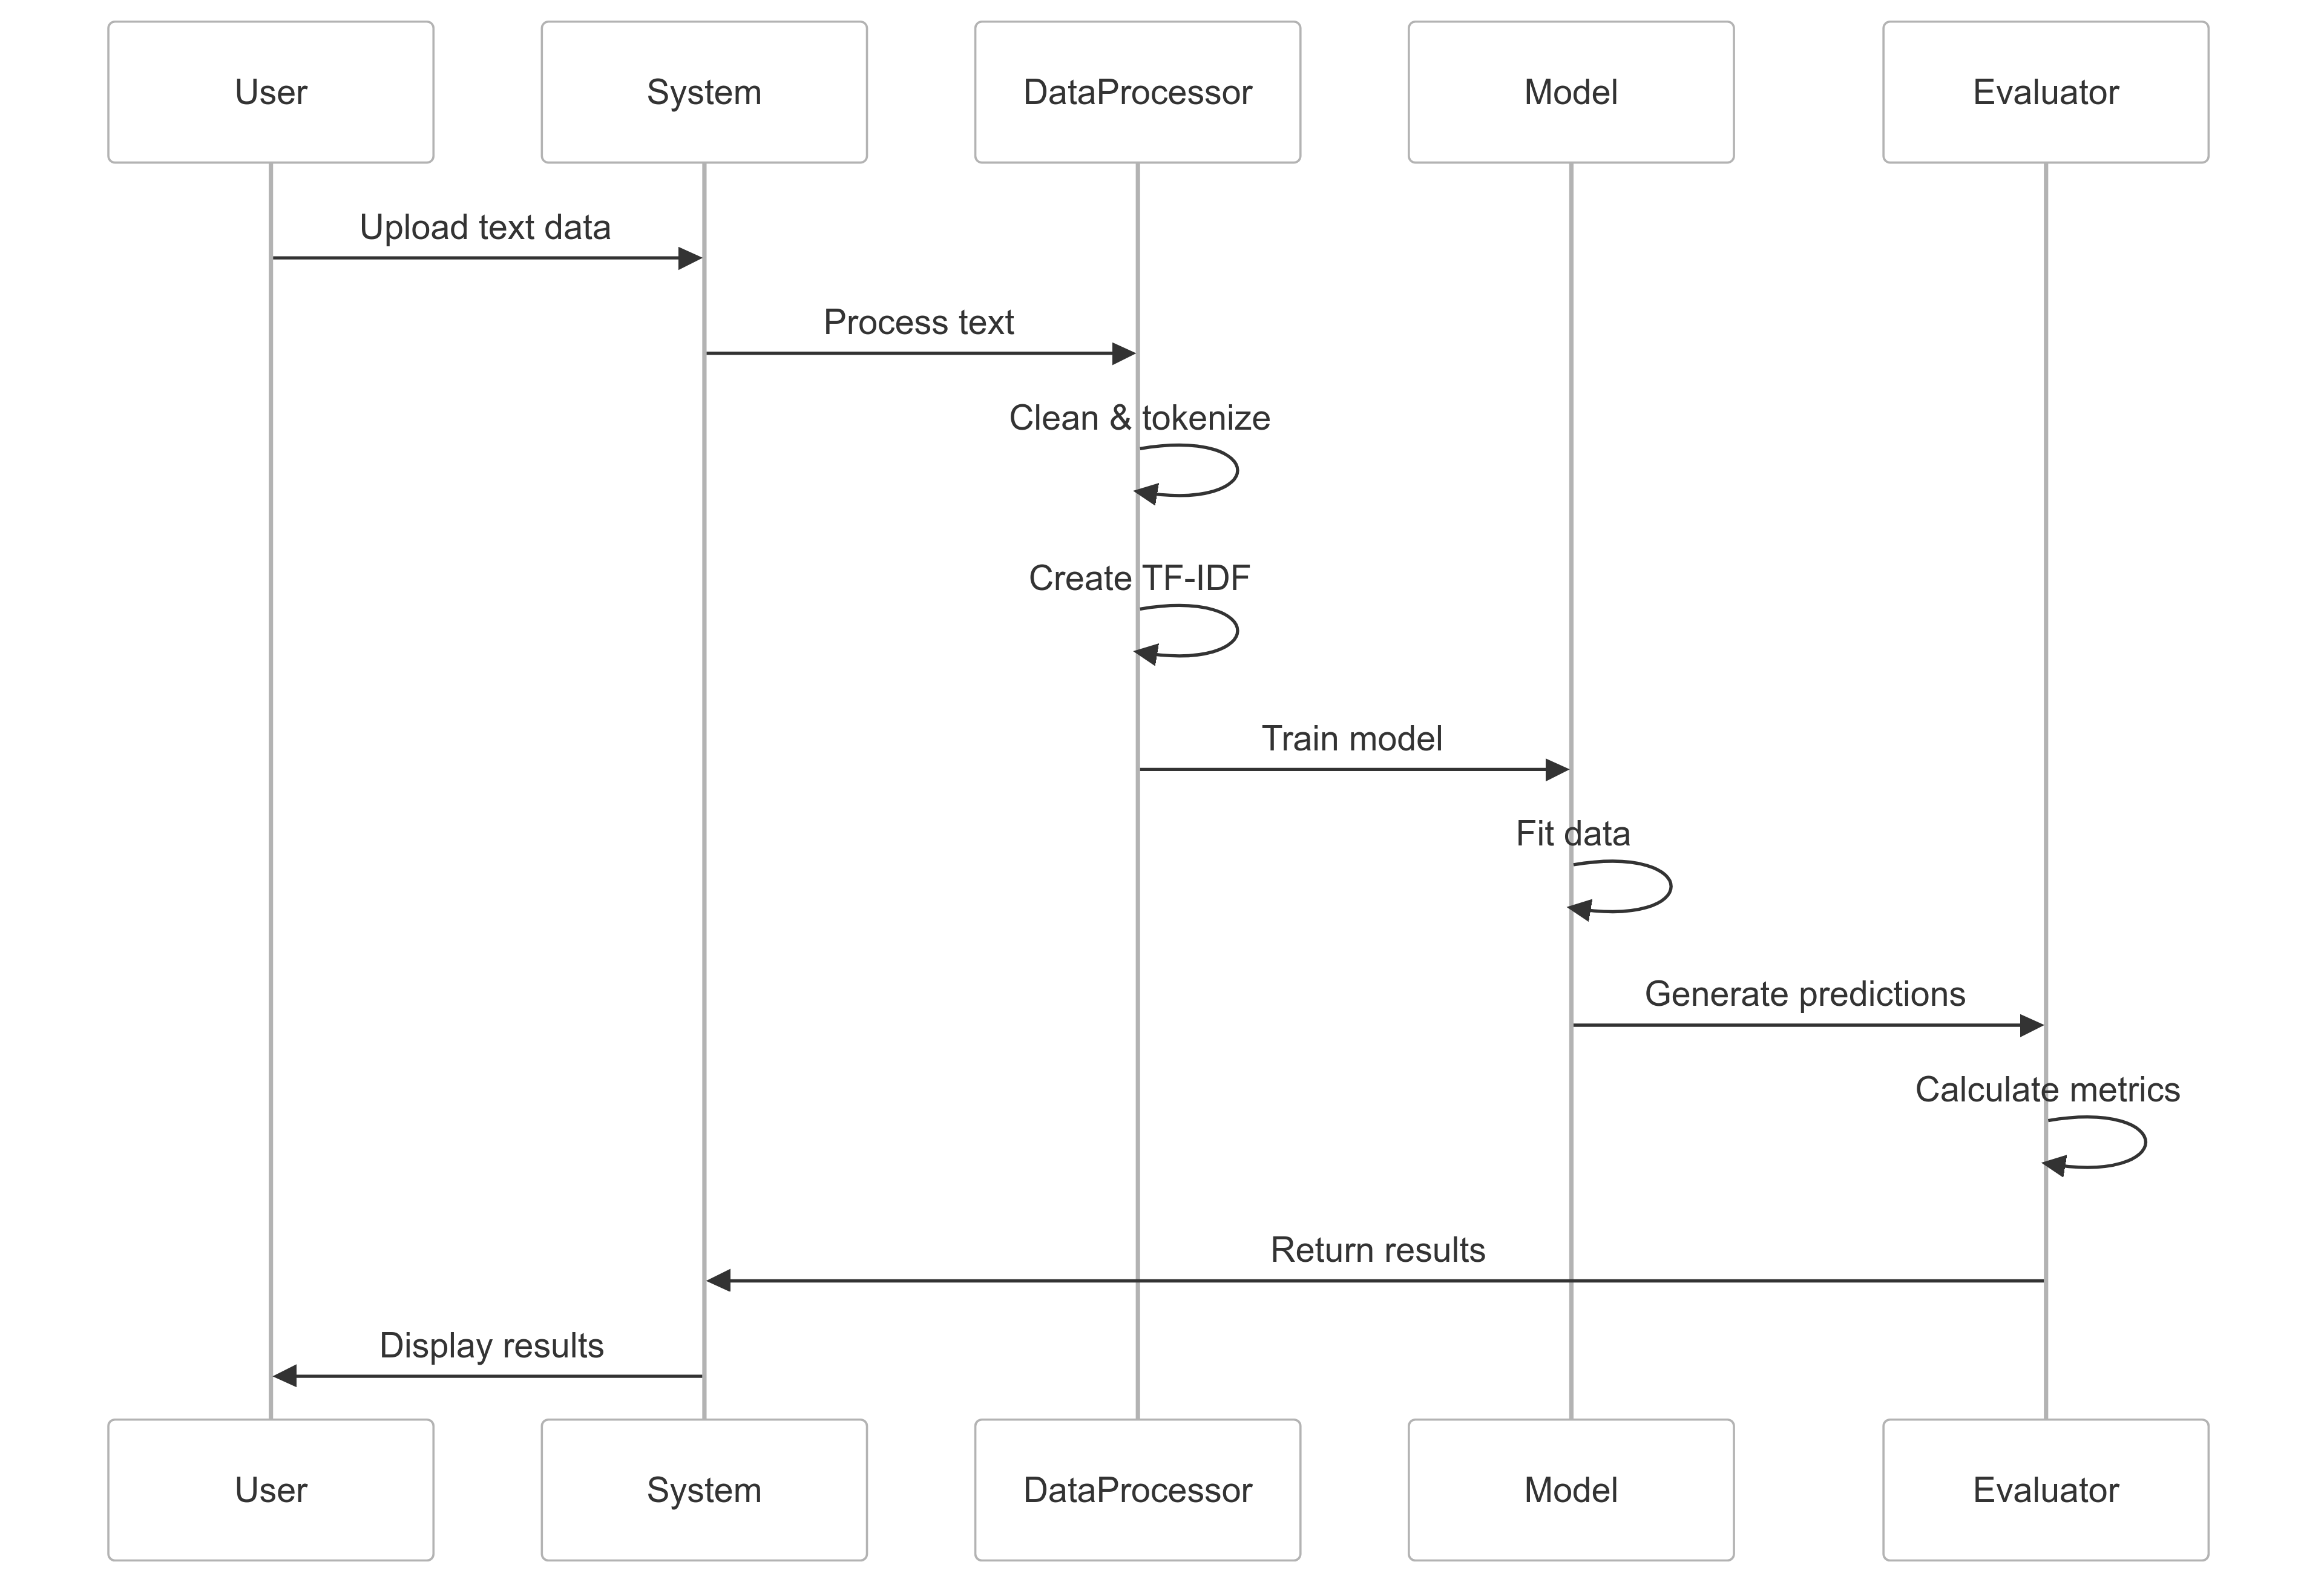 User
System
DataProcessor
Model
Evaluator
Upload text data
Process text
Clean & tokenize
Create TF-IDF
Train model
Fit data
Generate predictions
Calculate metrics
Return results
Display results
User
System
DataProcessor
Model
Evaluator